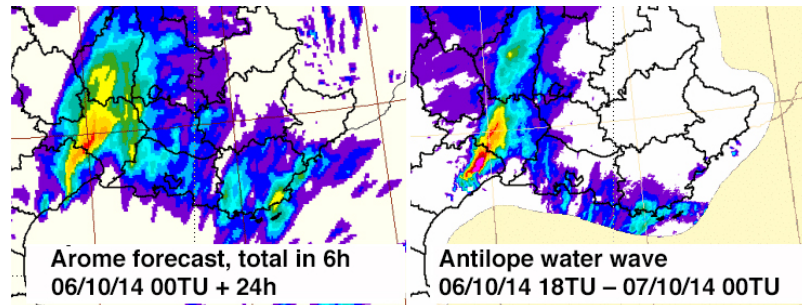 Arome forecast, total in 6h
06/10/14 00TU + 24h
Antilope water wave
06/10/14 18TU – 07/10/14 00TU